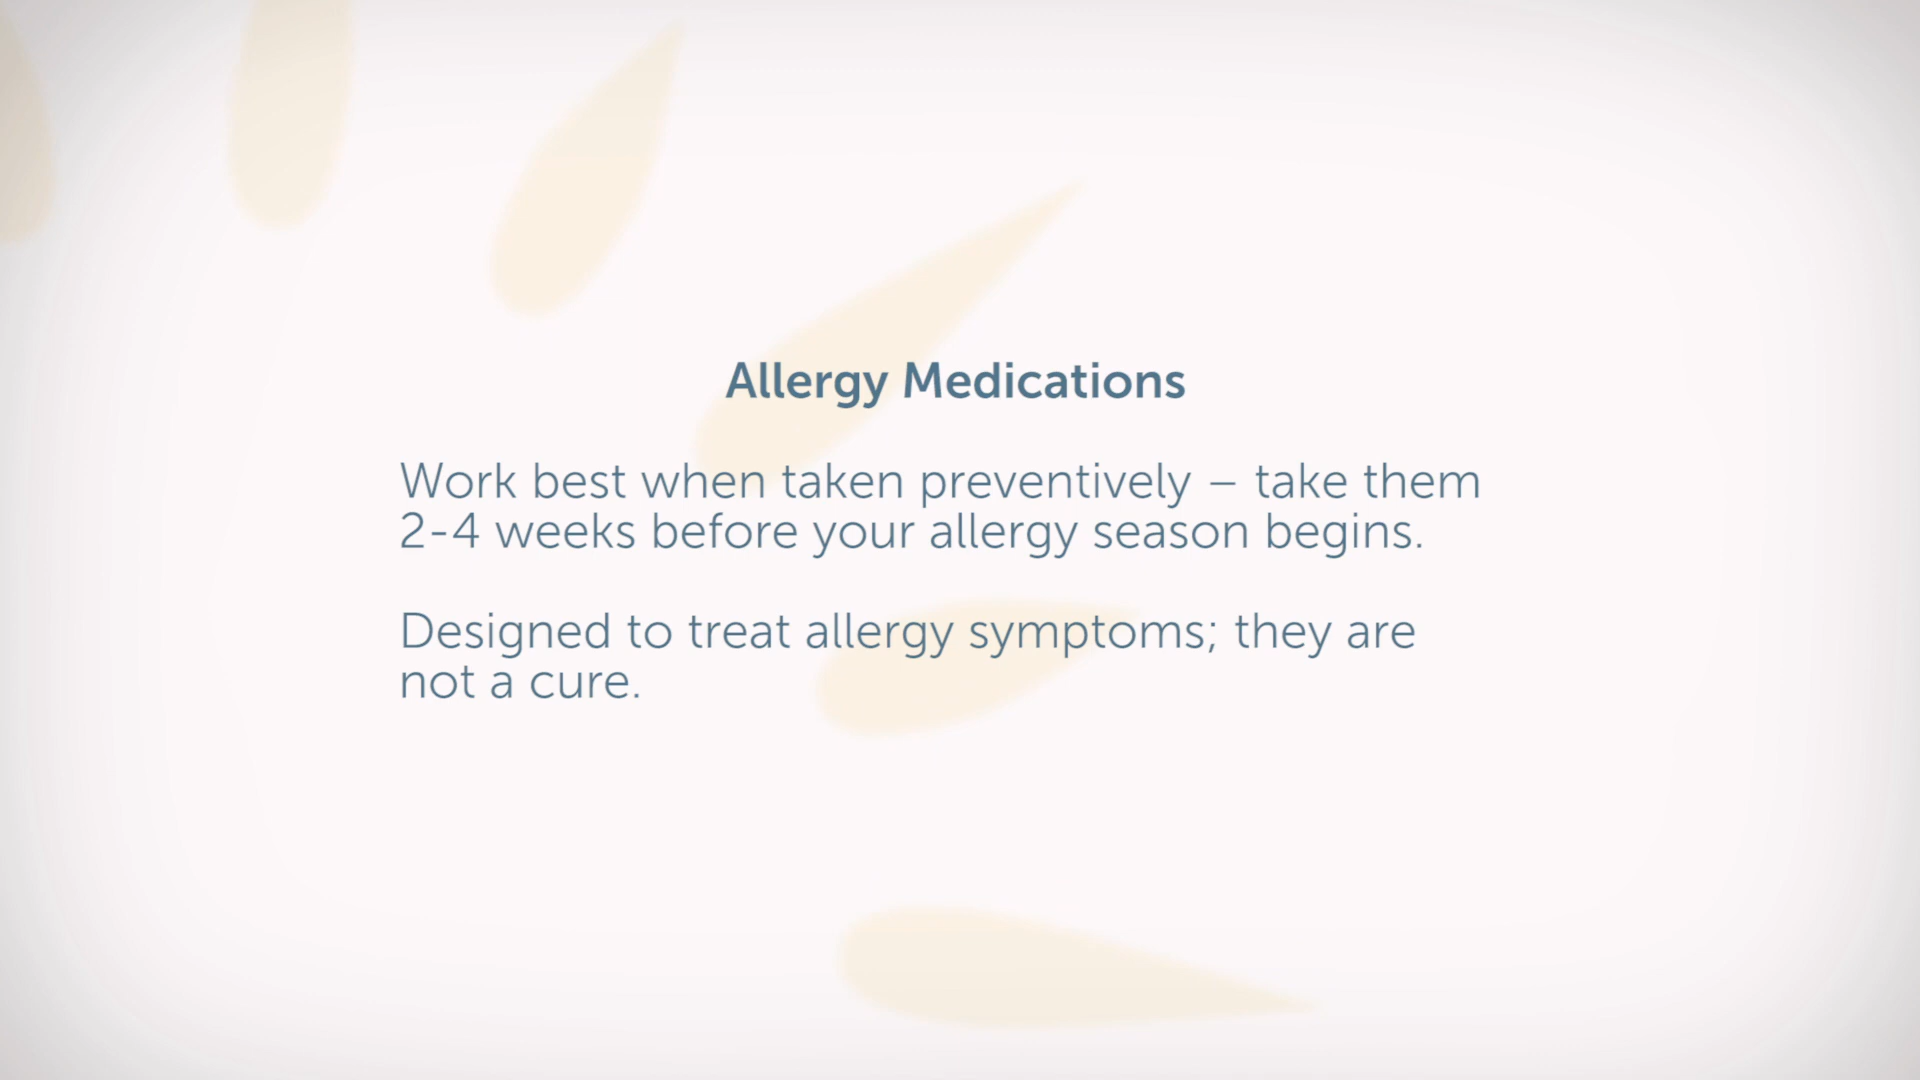 Allergy Medications
Work best when taken preventively – take them
2-4 weeks before your allergy season begins.
Designed to treat allergy symptoms; they are
not a cure.